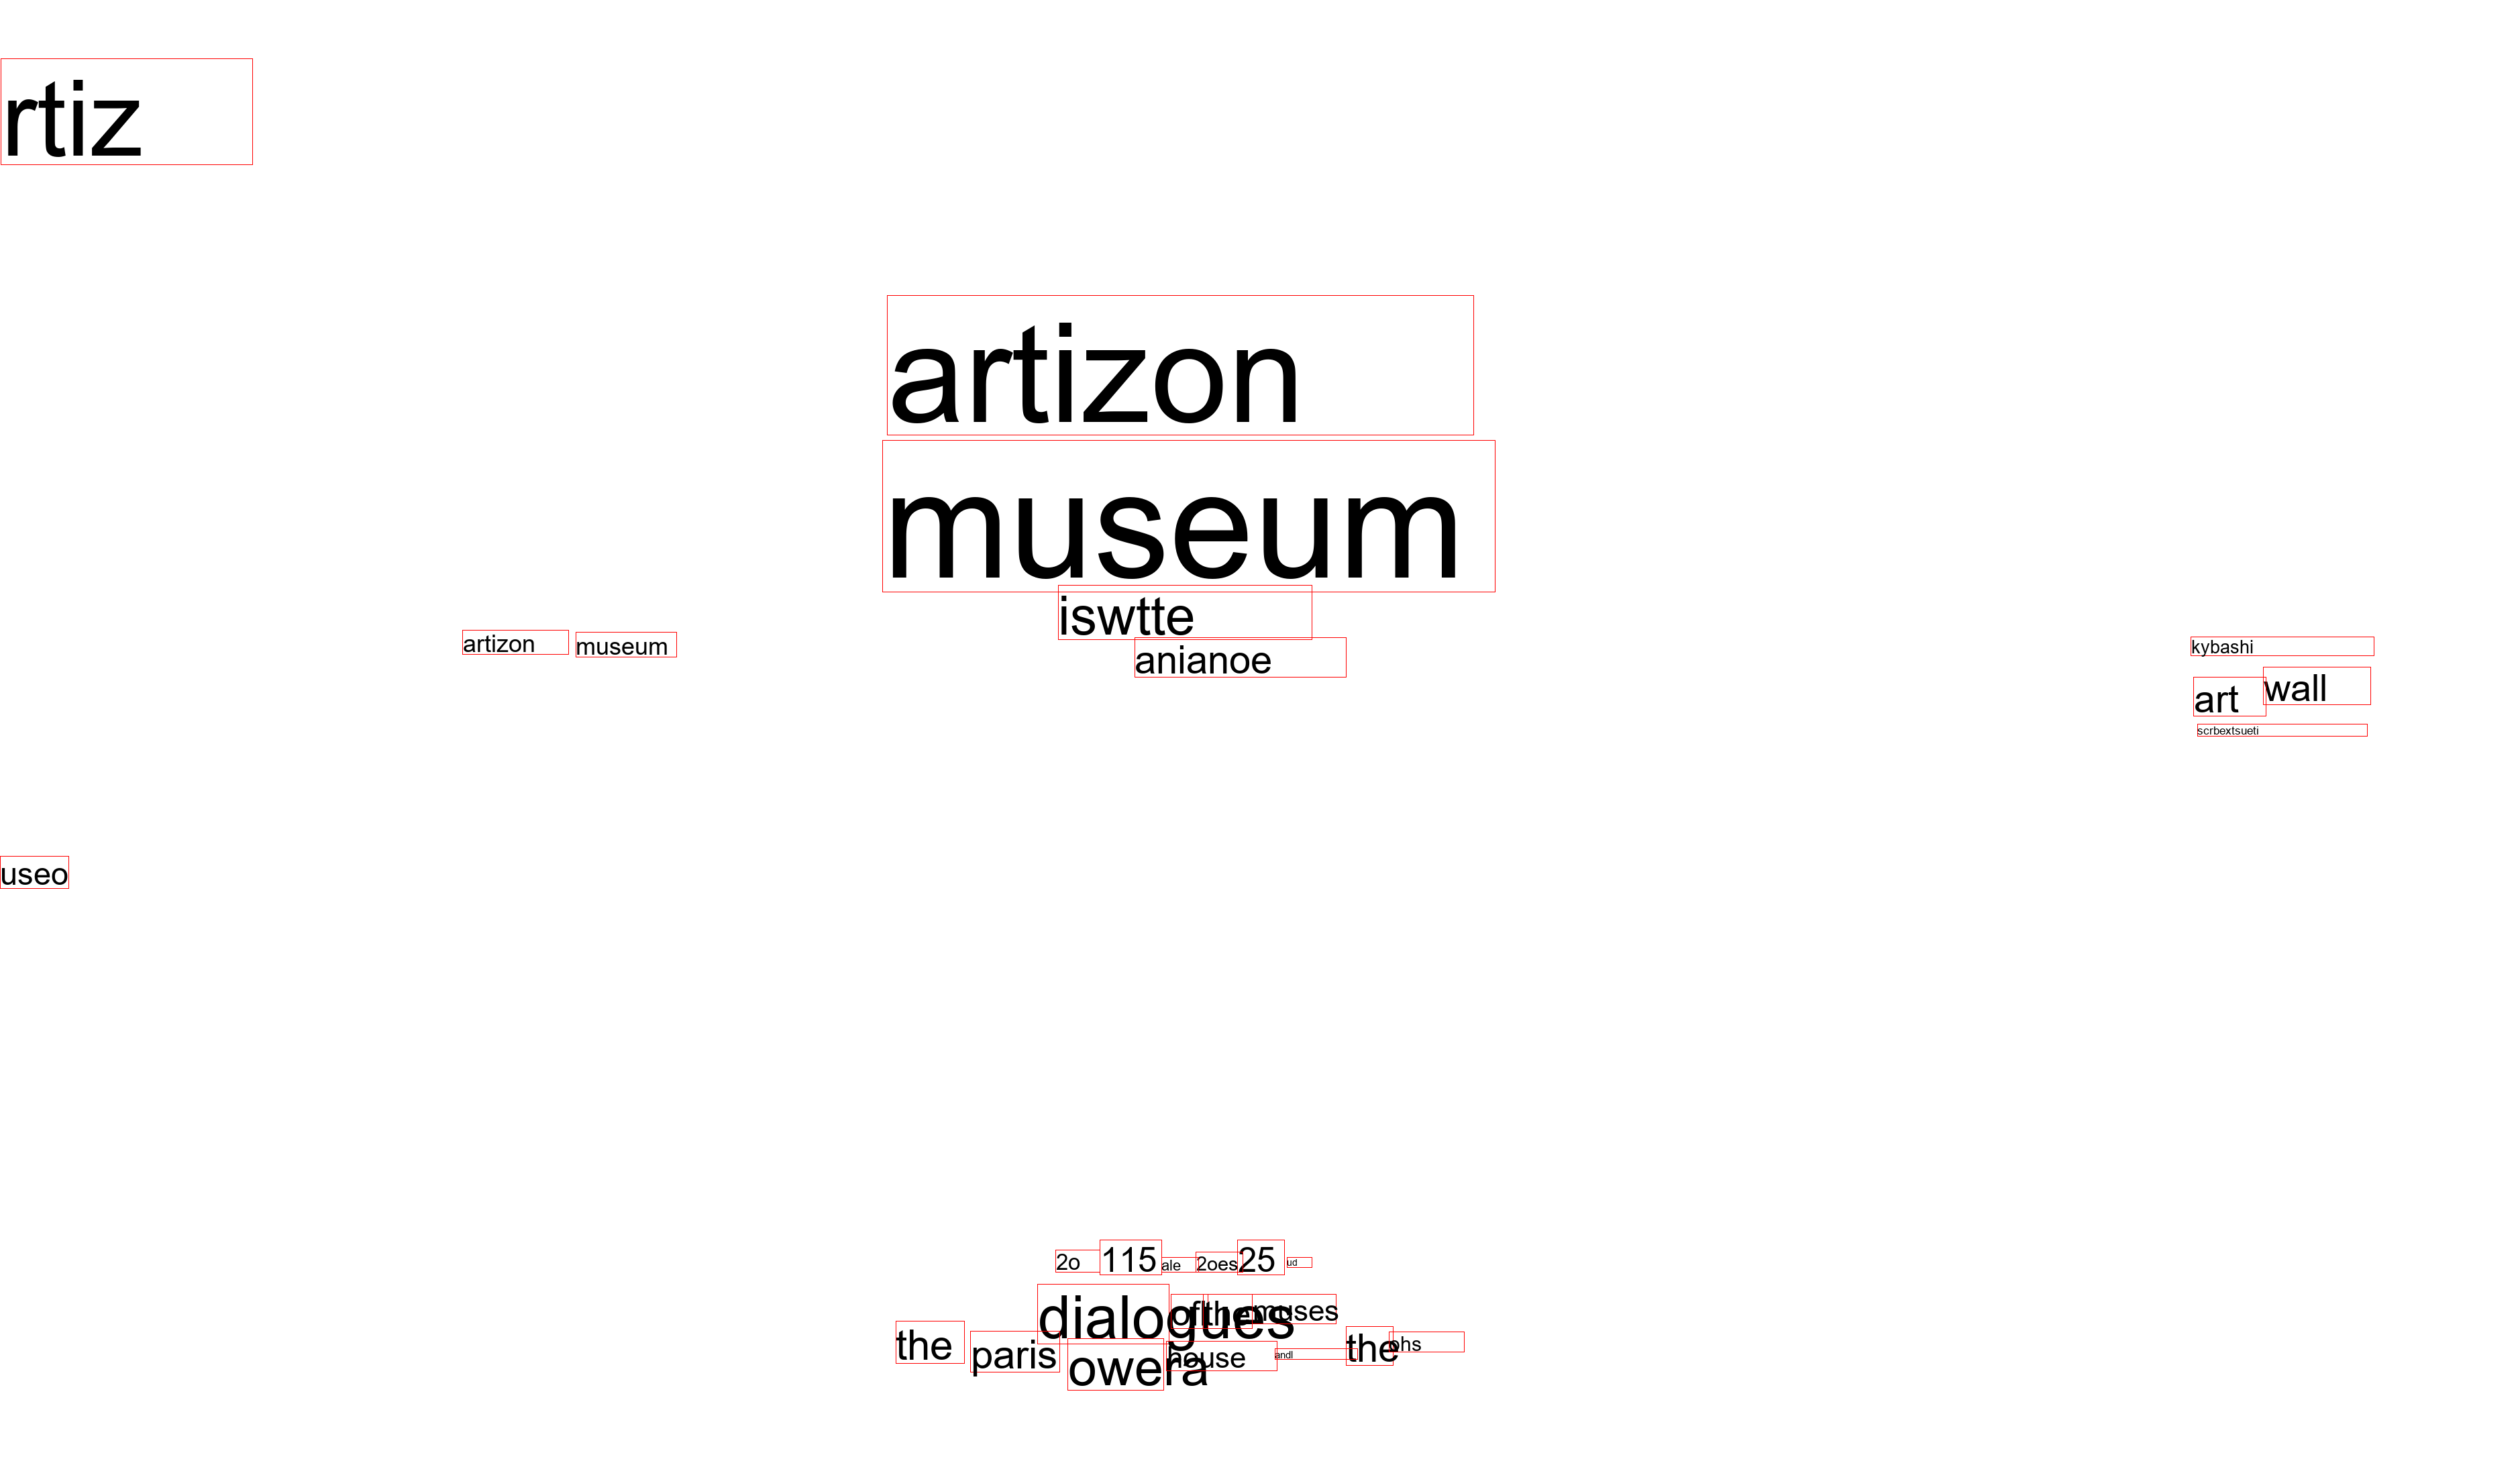 rtiz
artizon
museum
iswtte
anianoe
artizon museum
kybashi
art wall
scrbextsueti
useo
2o 115 ale 2oes 25 ud
dialogues of the muses
the paris owera house andl the ohs